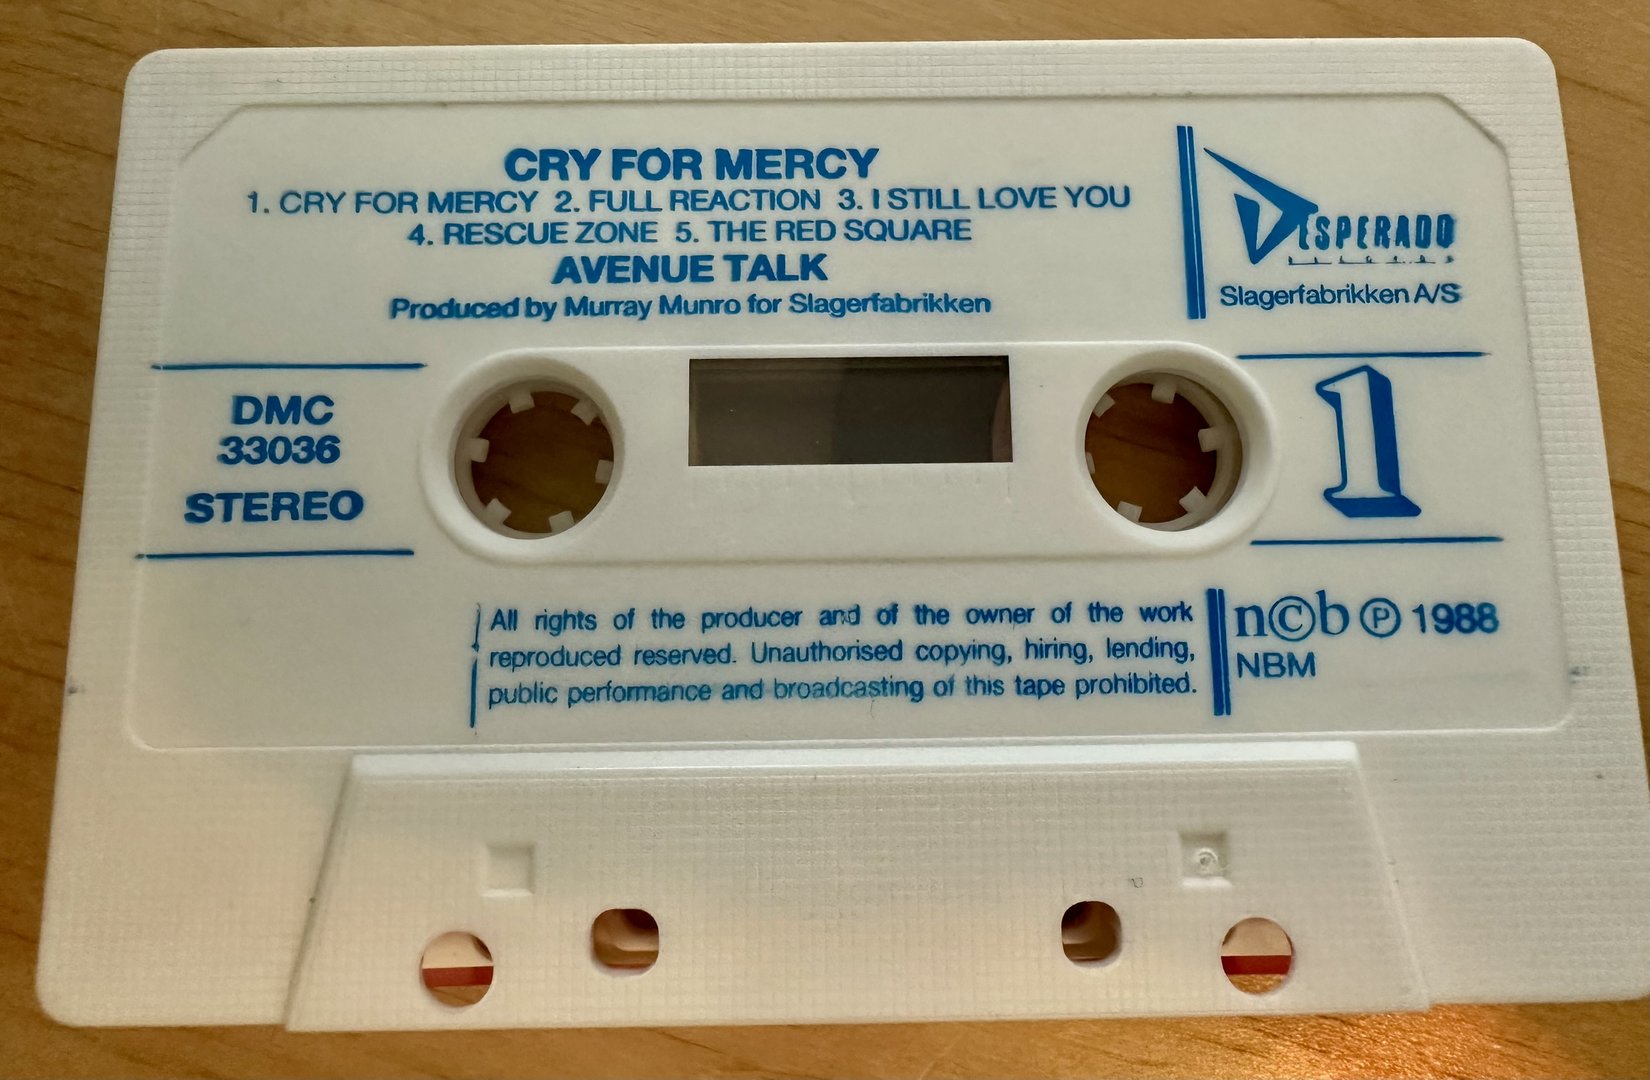 CRY FOR MERCY
1. CRY FOR MERCY 2. FULL REACTION 3. I STILL LOVE YOU
4. RESCUE ZONE 5. THE RED SQUARE
AVENUE TALK
Produced by Murray Munro for Slagerfabrikken
DESPERADO
RECORDS
Slagerfabrikken A/S
DMC
33036
STEREO
1
All rights of the producer and of the owner of the work
reproduced reserved. Unauthorised copying, hiring, lending,
public performance and broadcasting of this tape prohibited.
n©b ℗ 1988
NBM